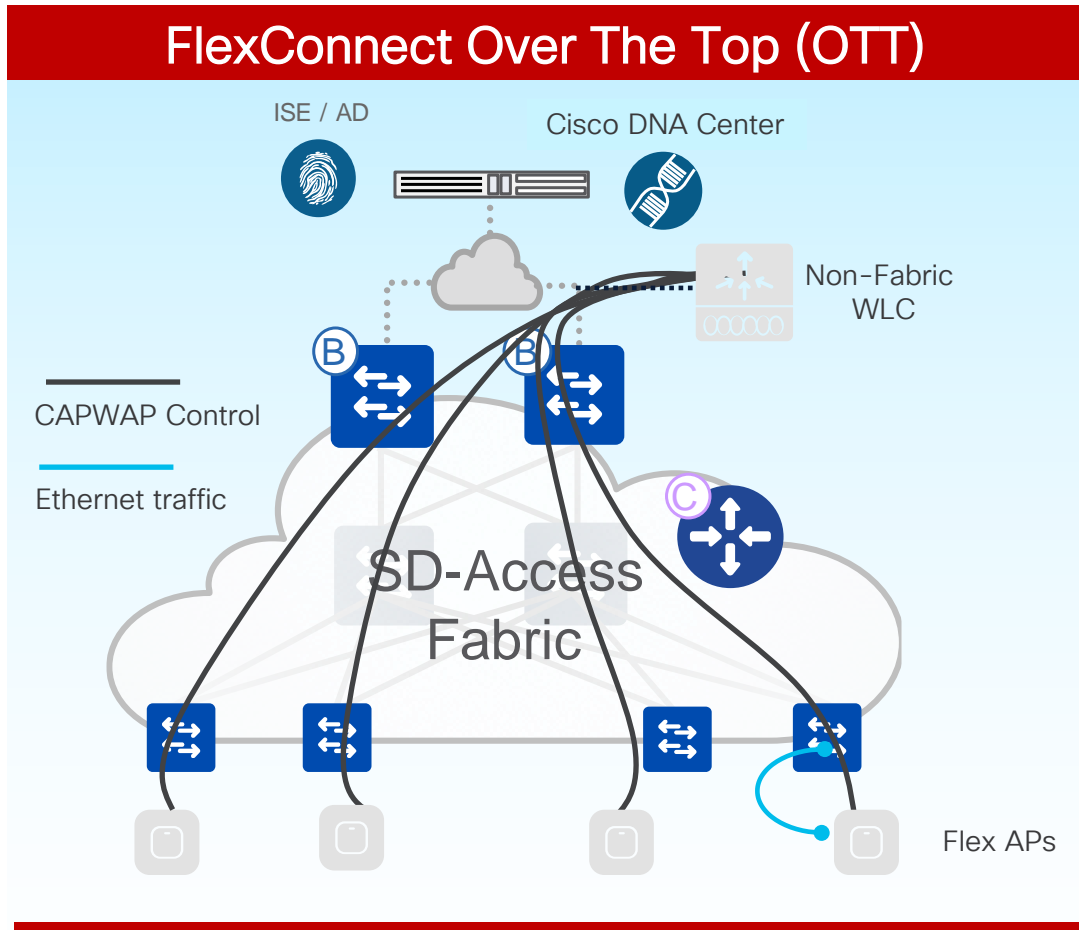 FlexConnect Over The Top (OTT)
ISE / AD
Cisco DNA Center
Non-Fabric
WLC
B
B
CAPWAP Control
Ethernet traffic
C
SD-Access
Fabric
Flex APs